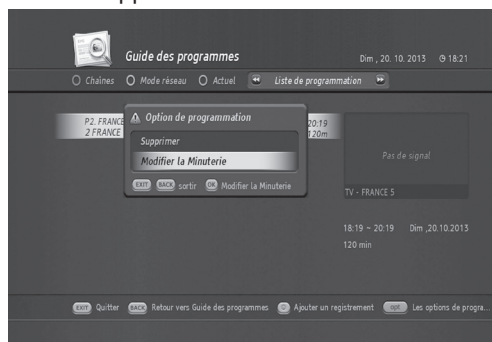 Guide des programmes
Dim , 20. 10. 2013 18:21
Chaînes Mode réseau Actuel Liste de programmation
P2. FRANCE
2 FRANCE
20:19
120m
Option de programmation
Supprimer
Modifier la Minuterie
EXIT BACK sortir OK Modifier la Minuterie
Pas de signal
TV - FRANCE 5
18:19 ~ 20:19 Dim ,20.10.2013
120 min
EXIT Quitter BACK Retour vers Guide des programmes Ajouter un registrement opt Les options de progra...